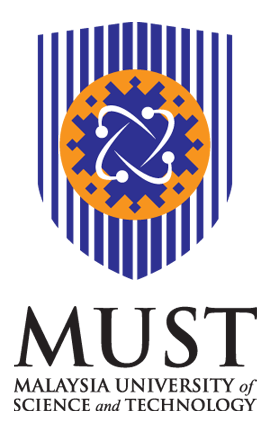 MUST
MALAYSIA UNIVERSITY of
SCIENCE and TECHNOLOGY